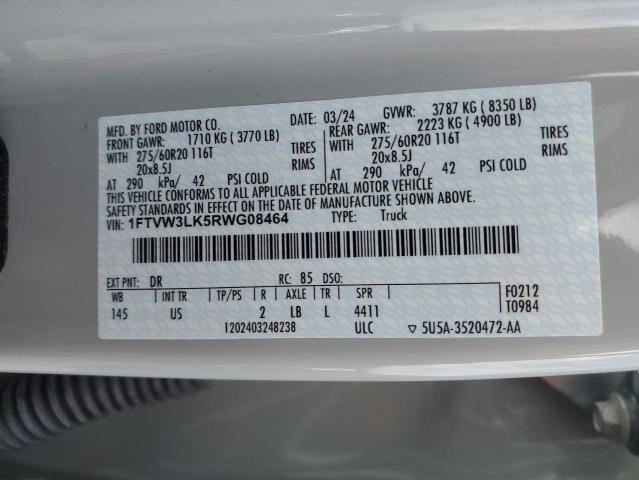 MFD. BY FORD MOTOR CO. DATE: 03/24 GVWR: 3787 KG ( 8350 LB)
FRONT GAWR: 1710 KG ( 3770 LB) REAR GAWR: 2223 KG ( 4900 LB)
WITH 275/60R20 116T TIRES WITH 275/60R20 116T TIRES
20x8.5J RIMS 20x8.5J RIMS
AT 290 kPa/ 42 PSI COLD AT 290 kPa/ 42 PSI COLD
THIS VEHICLE CONFORMS TO ALL APPLICABLE FEDERAL MOTOR VEHICLE
SAFETY STANDARDS IN EFFECT ON THE DATE OF MANUFACTURE SHOWN ABOVE.
VIN: 1FTVW3LK5RWG08464 TYPE: Truck
EXT PNT: DR RC: 85 DSO:
WB INT TR TP/PS R AXLE TR SPR F0212
145 US 2 LB L 4411 T0984
1202403248238 ULC ▽ 5U5A-3520472-AA